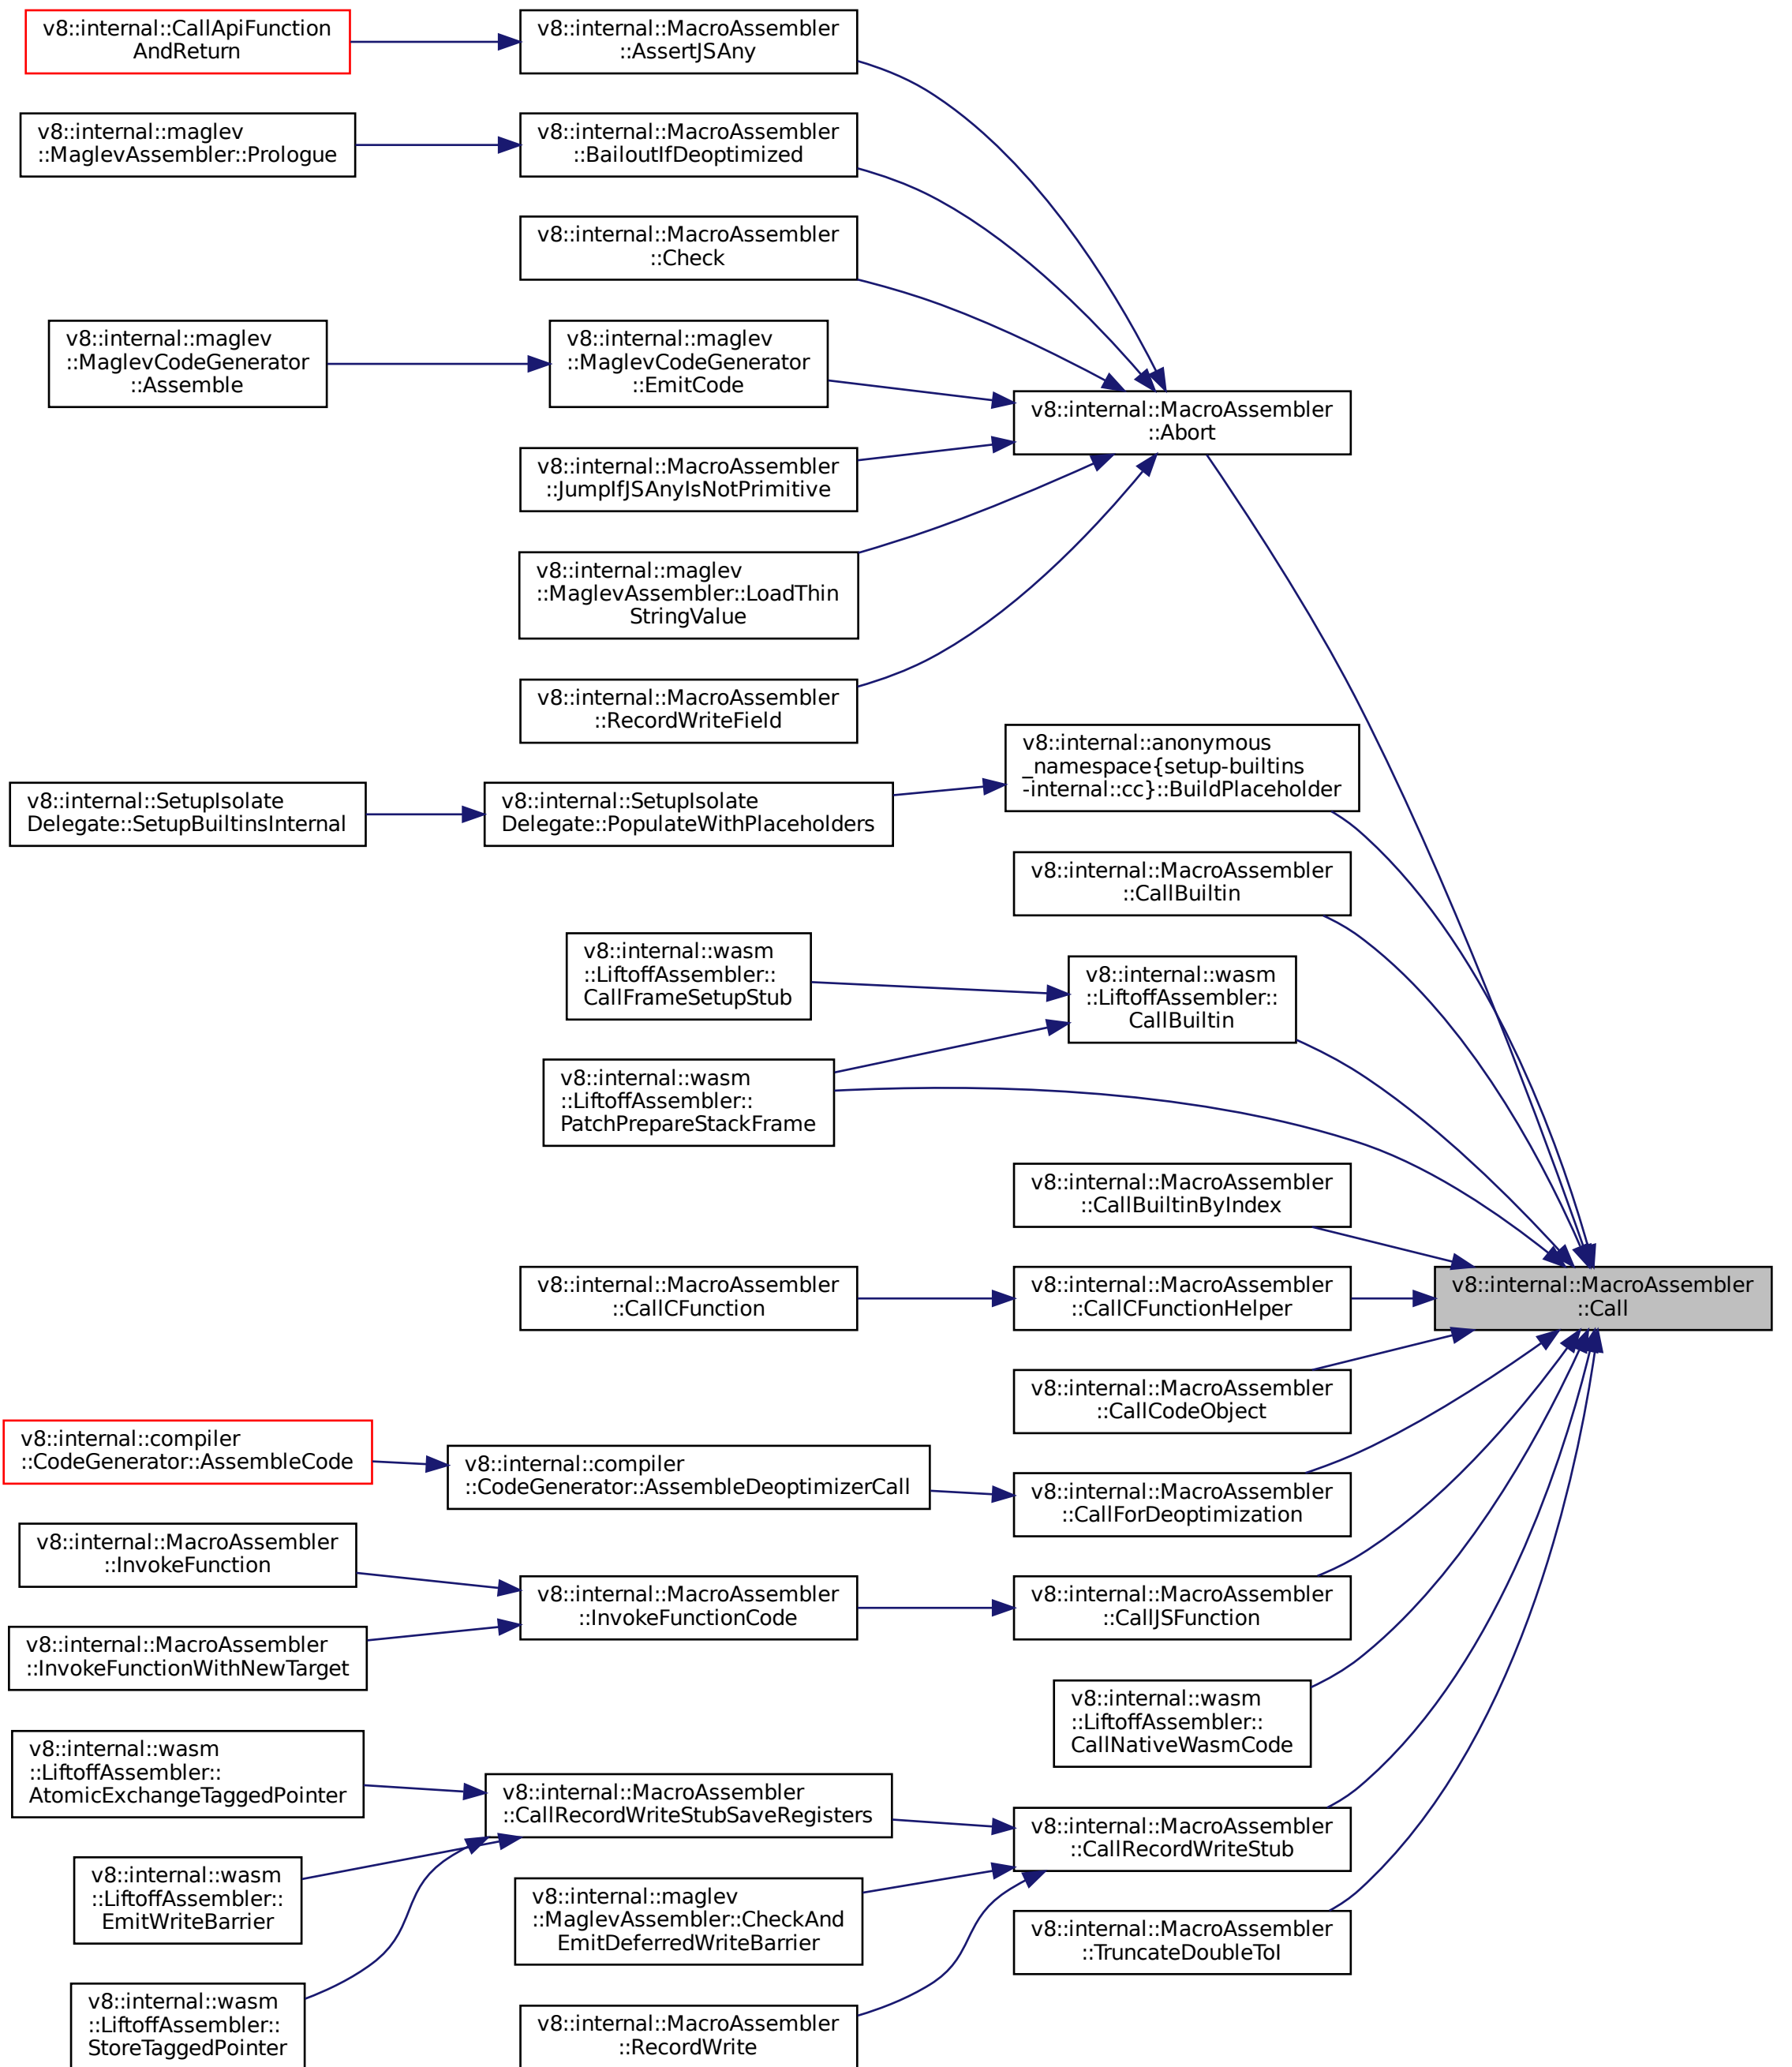 v8::internal::CallApiFunction
AndReturn
v8::internal::MacroAssembler
::AssertJSAny
v8::internal::maglev
::MaglevAssembler::Prologue
v8::internal::MacroAssembler
::BailoutIfDeoptimized
v8::internal::MacroAssembler
::Check
v8::internal::maglev
::MaglevCodeGenerator
::Assemble
v8::internal::maglev
::MaglevCodeGenerator
::EmitCode
v8::internal::MacroAssembler
::Abort
v8::internal::MacroAssembler
::JumpIfJSAnyIsNotPrimitive
v8::internal::maglev
::MaglevAssembler::LoadThin
StringValue
v8::internal::MacroAssembler
::RecordWriteField
v8::internal::anonymous
_namespace{setup-builtins
-internal::cc}::BuildPlaceholder
v8::internal::SetupIsolate
Delegate::SetupBuiltinsInternal
v8::internal::SetupIsolate
Delegate::PopulateWithPlaceholders
v8::internal::MacroAssembler
::CallBuiltin
v8::internal::wasm
::LiftoffAssembler::
CallFrameSetupStub
v8::internal::wasm
::LiftoffAssembler::
CallBuiltin
v8::internal::wasm
::LiftoffAssembler::
PatchPrepareStackFrame
v8::internal::MacroAssembler
::CallBuiltinByIndex
v8::internal::MacroAssembler
::CallCFunction
v8::internal::MacroAssembler
::CallCFunctionHelper
v8::internal::MacroAssembler
::Call
v8::internal::MacroAssembler
::CallCodeObject
v8::internal::compiler
::CodeGenerator::AssembleCode
v8::internal::compiler
::CodeGenerator::AssembleDeoptimizerCall
v8::internal::MacroAssembler
::CallForDeoptimization
v8::internal::MacroAssembler
::InvokeFunction
v8::internal::MacroAssembler
::InvokeFunctionCode
v8::internal::MacroAssembler
::CallJSFunction
v8::internal::MacroAssembler
::InvokeFunctionWithNewTarget
v8::internal::wasm
::LiftoffAssembler::
CallNativeWasmCode
v8::internal::wasm
::LiftoffAssembler::
AtomicExchangeTaggedPointer
v8::internal::MacroAssembler
::CallRecordWriteStubSaveRegisters
v8::internal::MacroAssembler
::CallRecordWriteStub
v8::internal::wasm
::LiftoffAssembler::
EmitWriteBarrier
v8::internal::maglev
::MaglevAssembler::CheckAnd
EmitDeferredWriteBarrier
v8::internal::MacroAssembler
::TruncateDoubleToI
v8::internal::wasm
::LiftoffAssembler::
StoreTaggedPointer
v8::internal::MacroAssembler
::RecordWrite